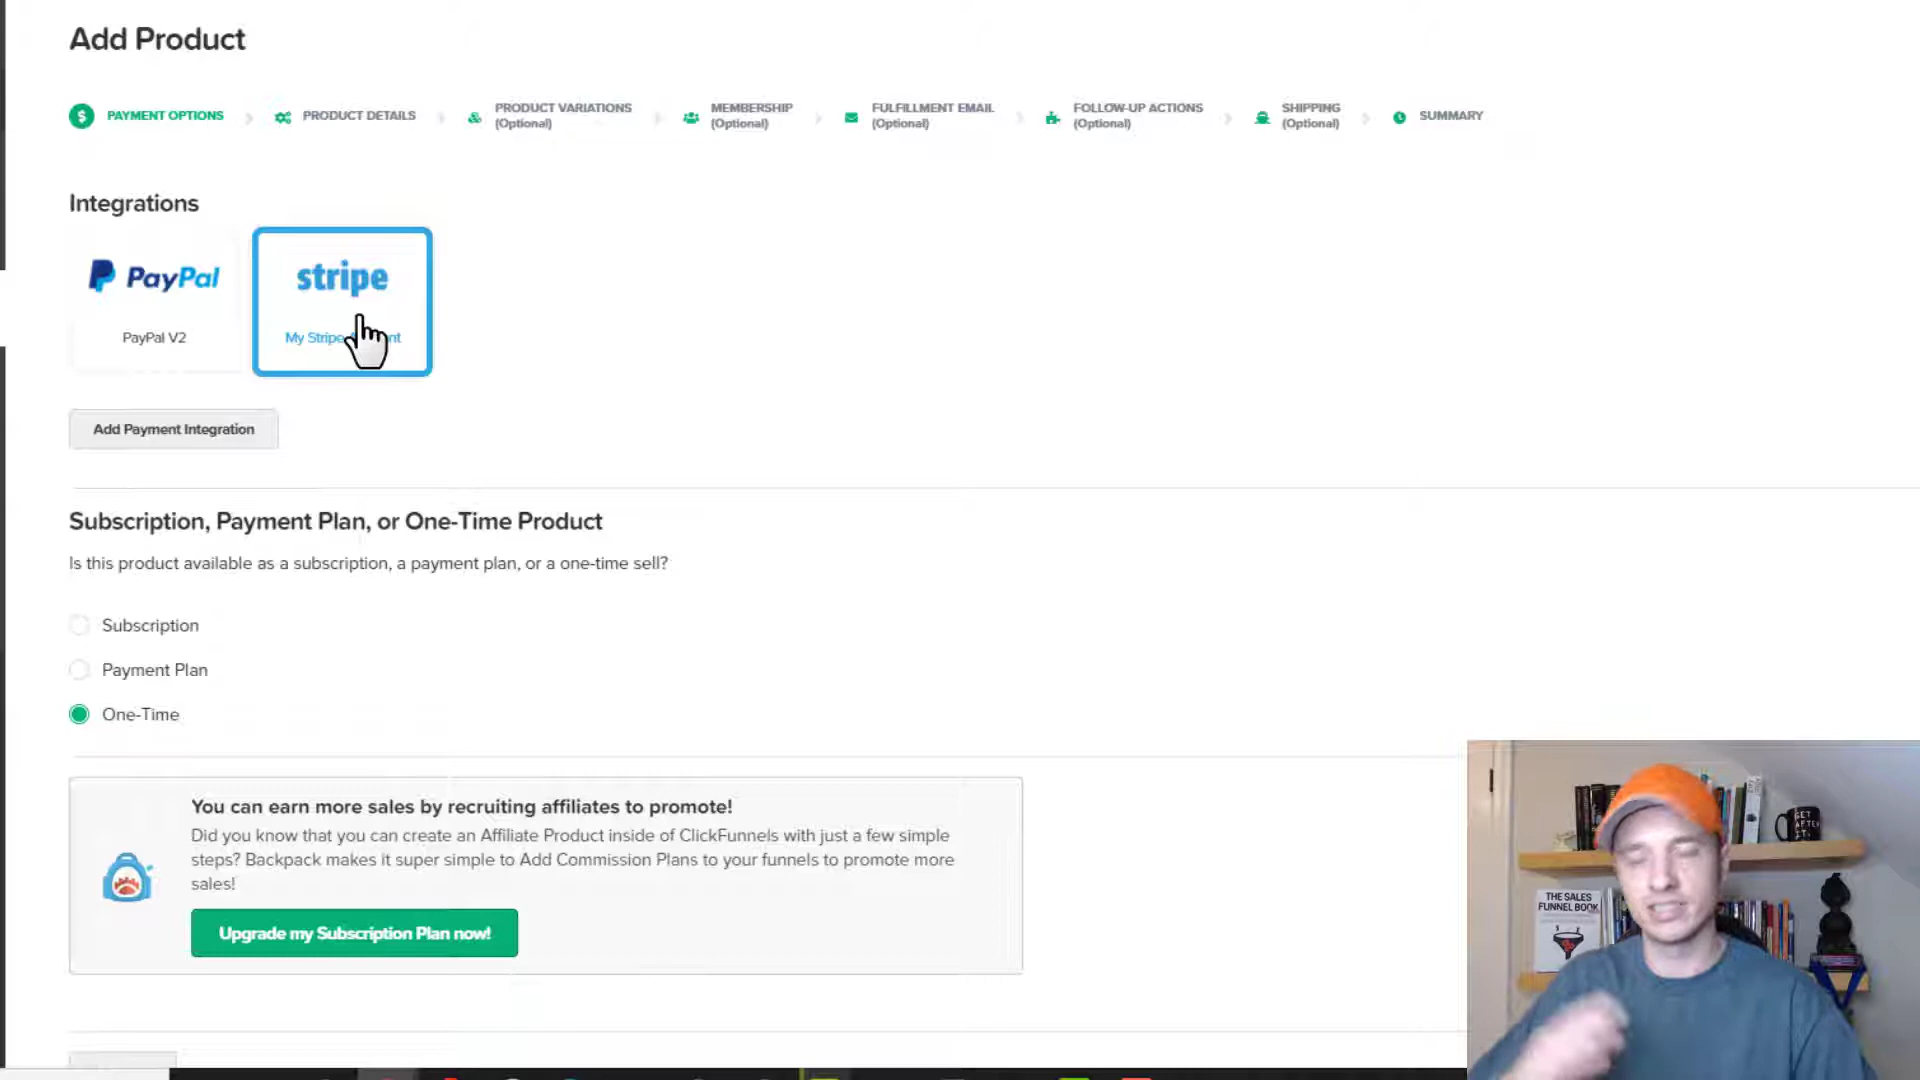 Add Product
PAYMENT OPTIONS
PRODUCT DETAILS
PRODUCT VARIATIONS
(Optional)
MEMBERSHIP
(Optional)
FULFILLMENT EMAIL
(Optional)
FOLLOW-UP ACTIONS
(Optional)
SHIPPING
(Optional)
SUMMARY
Integrations
PayPal
stripe
PayPal V2
My Stripe
Add Payment Integration
Subscription, Payment Plan, or One-Time Product
Is this product available as a subscription, a payment plan, or a one-time sell?
Subscription
Payment Plan
One-Time
You can earn more sales by recruiting affiliates to promote!
Did you know that you can create an Affiliate Product inside of ClickFunnels with just a few simple
steps? Backpack makes it super simple to Add Commission Plans to your funnels to promote more
sales!
Upgrade my Subscription Plan now!
GET
AFTER
IT.
THE SALES
FUNNEL BOOK